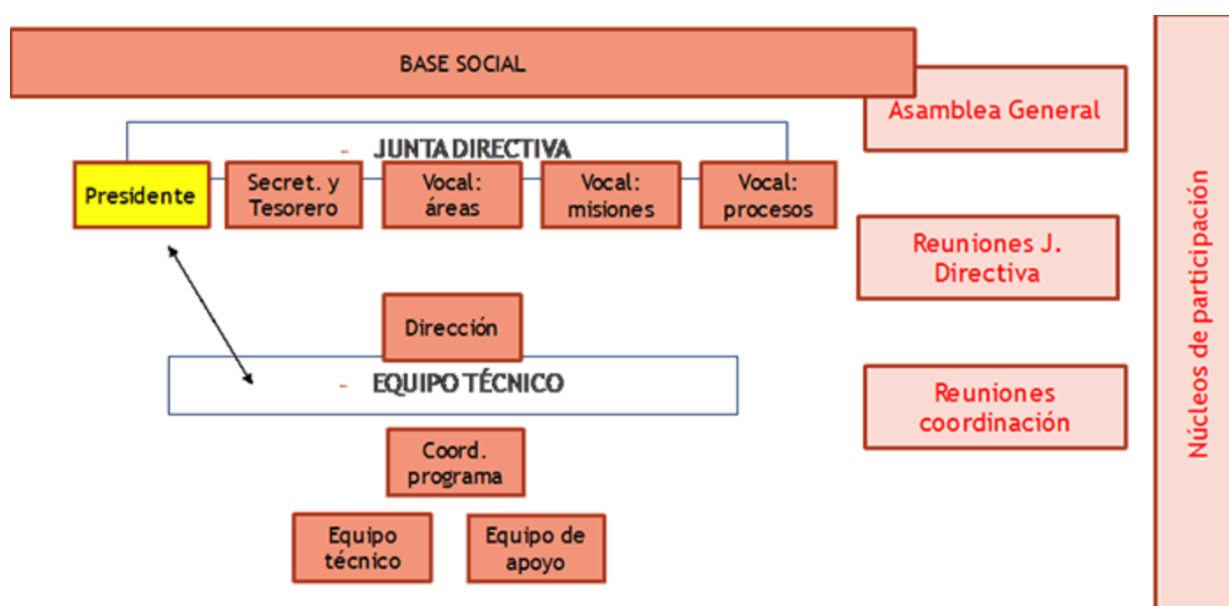 BASE SOCIAL
Asamblea General
- JUNTA DIRECTIVA
Presidente
Secret. y
Tesorero
Vocal:
áreas
Vocal:
misiones
Vocal:
procesos
Reuniones J.
Directiva
Dirección
- EQUIPO TÉCNICO
Reuniones
coordinación
Coord.
programa
Equipo
técnico
Equipo de
apoyo
Núcleos de participación